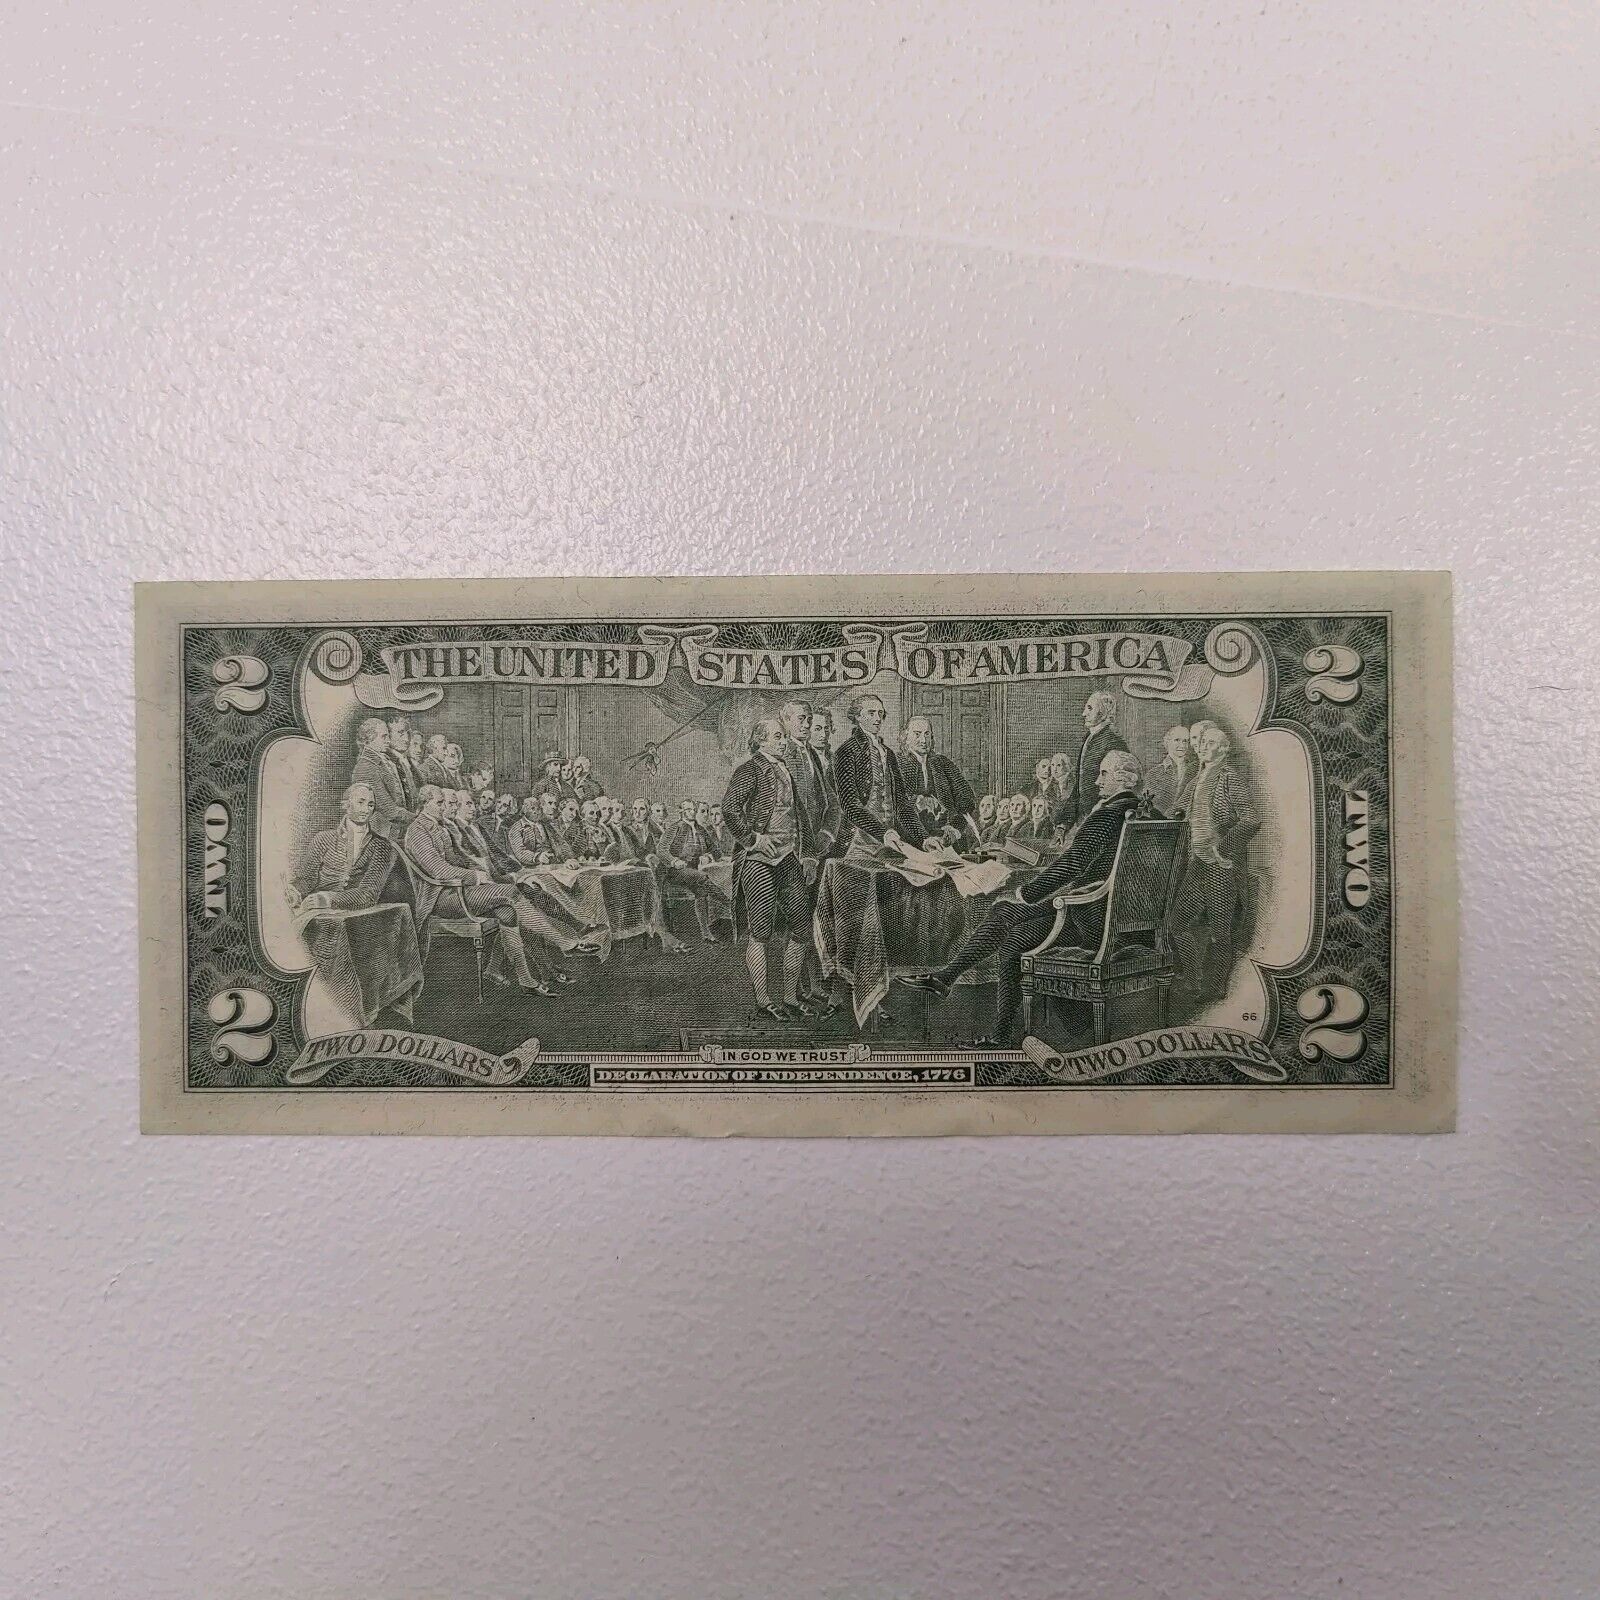 THE UNITED STATES OF AMERICA
2 2
TWO TWO
2 2
66
TWO DOLLARS TWO DOLLARS
IN GOD WE TRUST
DECLARATION OF INDEPENDENCE, 1776